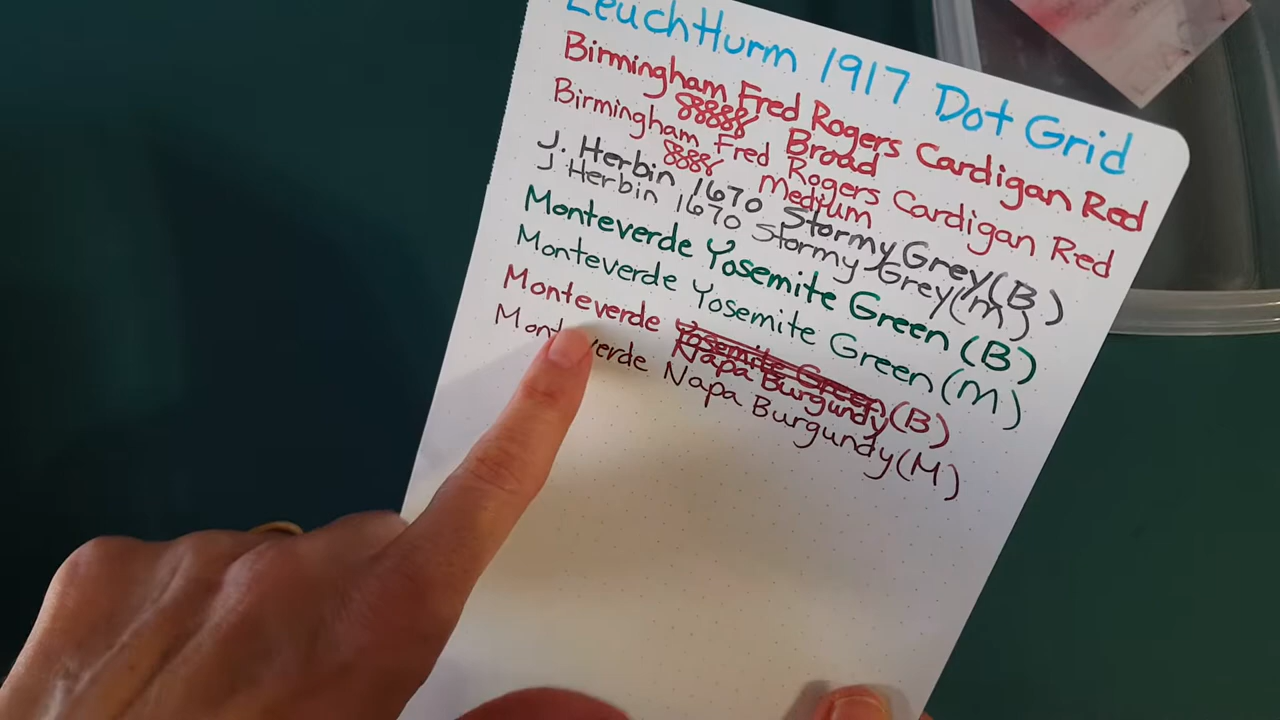 Leuchtturm 1917 Dot Grid
Birmingham Fred Rogers Cardigan Red
8888 Broad
Birmingham Fred Rogers Cardigan Red
8888 Medium
J. Herbin 1670 Stormy Grey (B)
J Herbin 1670 Stormy Grey (M)
Monteverde Yosemite Green (B)
Monteverde Yosemite Green (M)
Monteverde Yosemite Green (B)
Napa Burgundy
Monteverde Napa Burgundy (M)